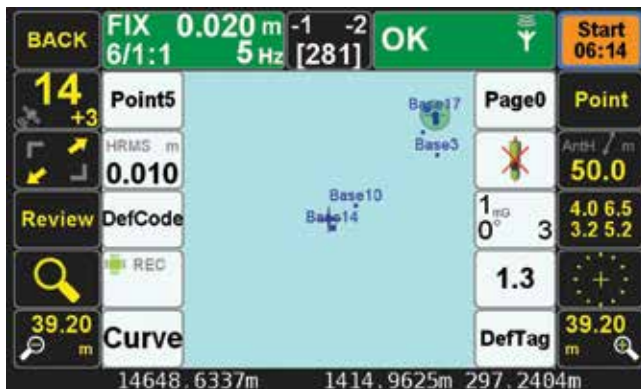 BACK
FIX 0.020 m
6/1:1 5 Hz
-1 -2
[281]
OK
Start
06:14
14
+3
Point5
Base17
Page0
Point
HRMS m
0.010
Base3
AntH m
50.0
Review
DefCode
Base10
Base14
1 mG
0° 3
4.0 6.5
3.2 5.2
REC
1.3
39.20
m
Curve
DefTag
39.20
m
14648.6337m 1414.9625m 297.2404m